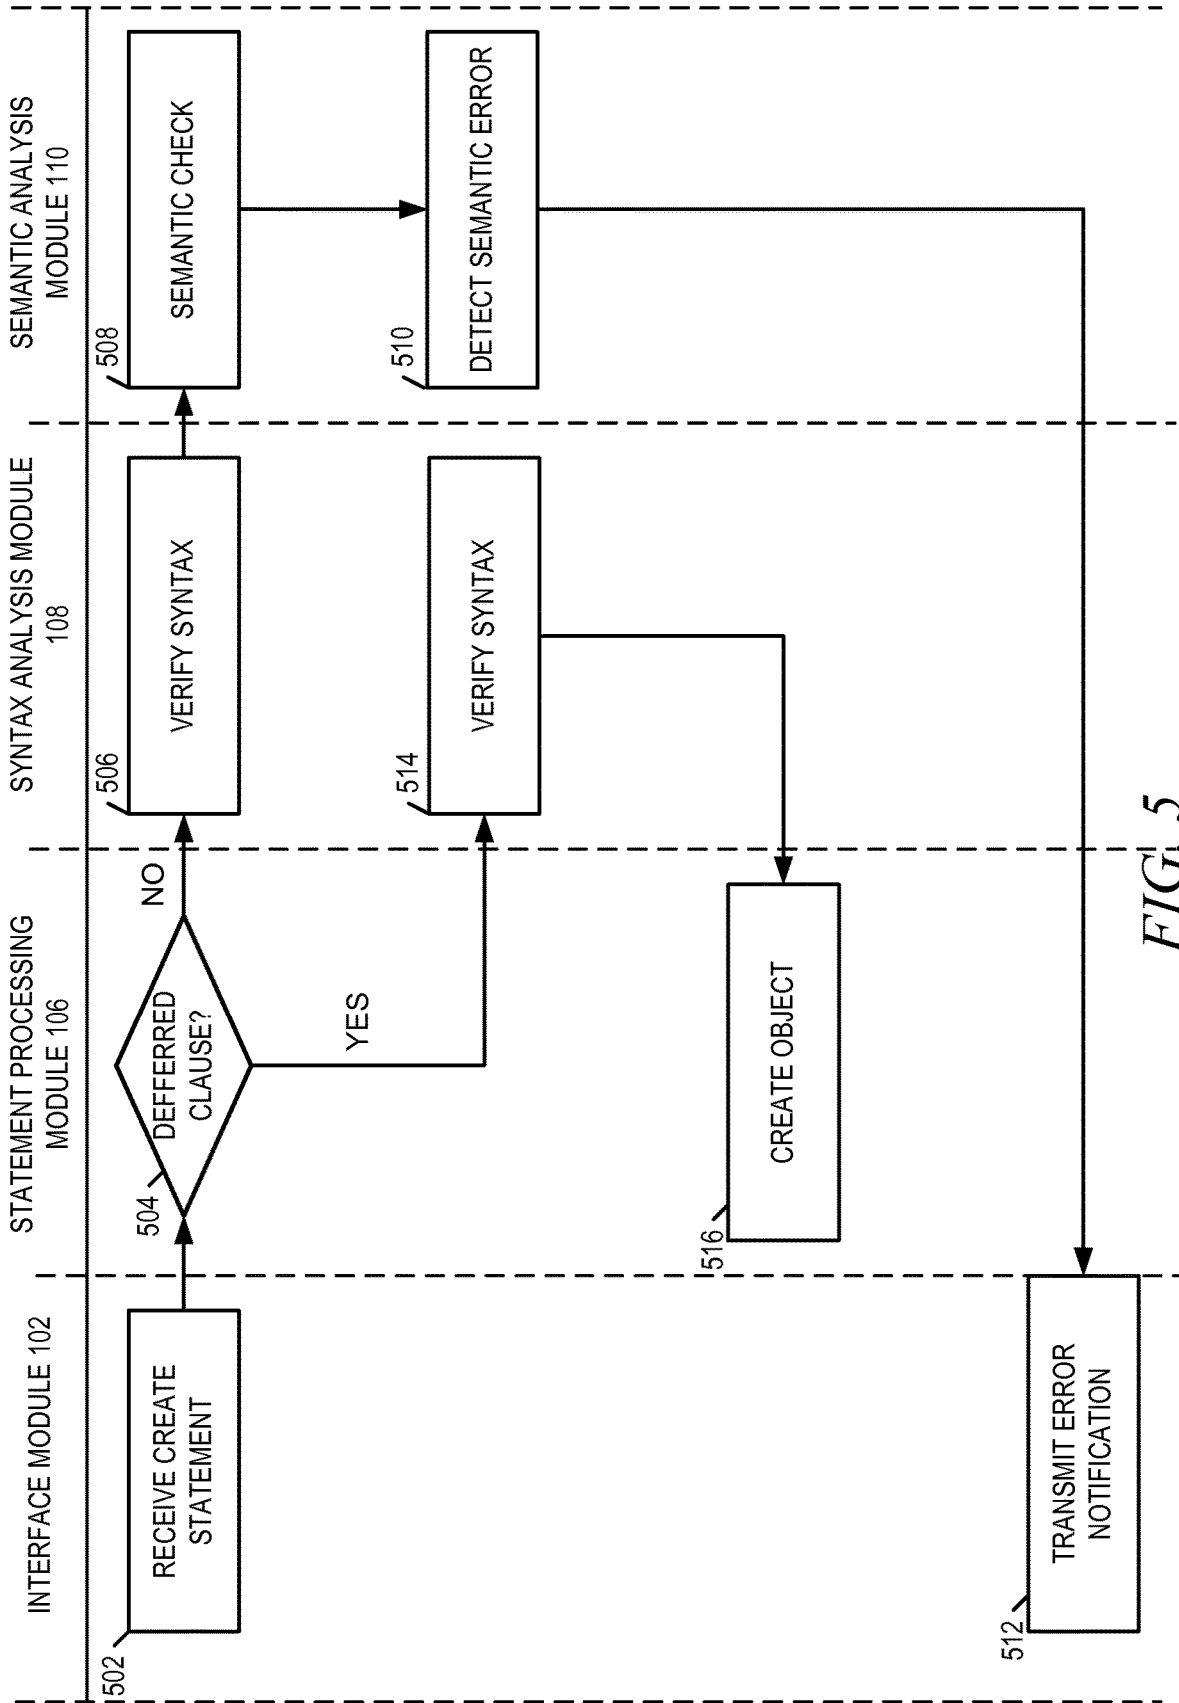 INTERFACE MODULE 102
STATEMENT PROCESSING
MODULE 106
SYNTAX ANALYSIS MODULE
108
SEMANTIC ANALYSIS
MODULE 110
502
RECEIVE CREATE
STATEMENT
504
DEFFERRED
CLAUSE?
NO
YES
506
VERIFY SYNTAX
508
SEMANTIC CHECK
514
VERIFY SYNTAX
510
DETECT SEMANTIC ERROR
516
CREATE OBJECT
512
TRANSMIT ERROR
NOTIFICATION
FIG. 5